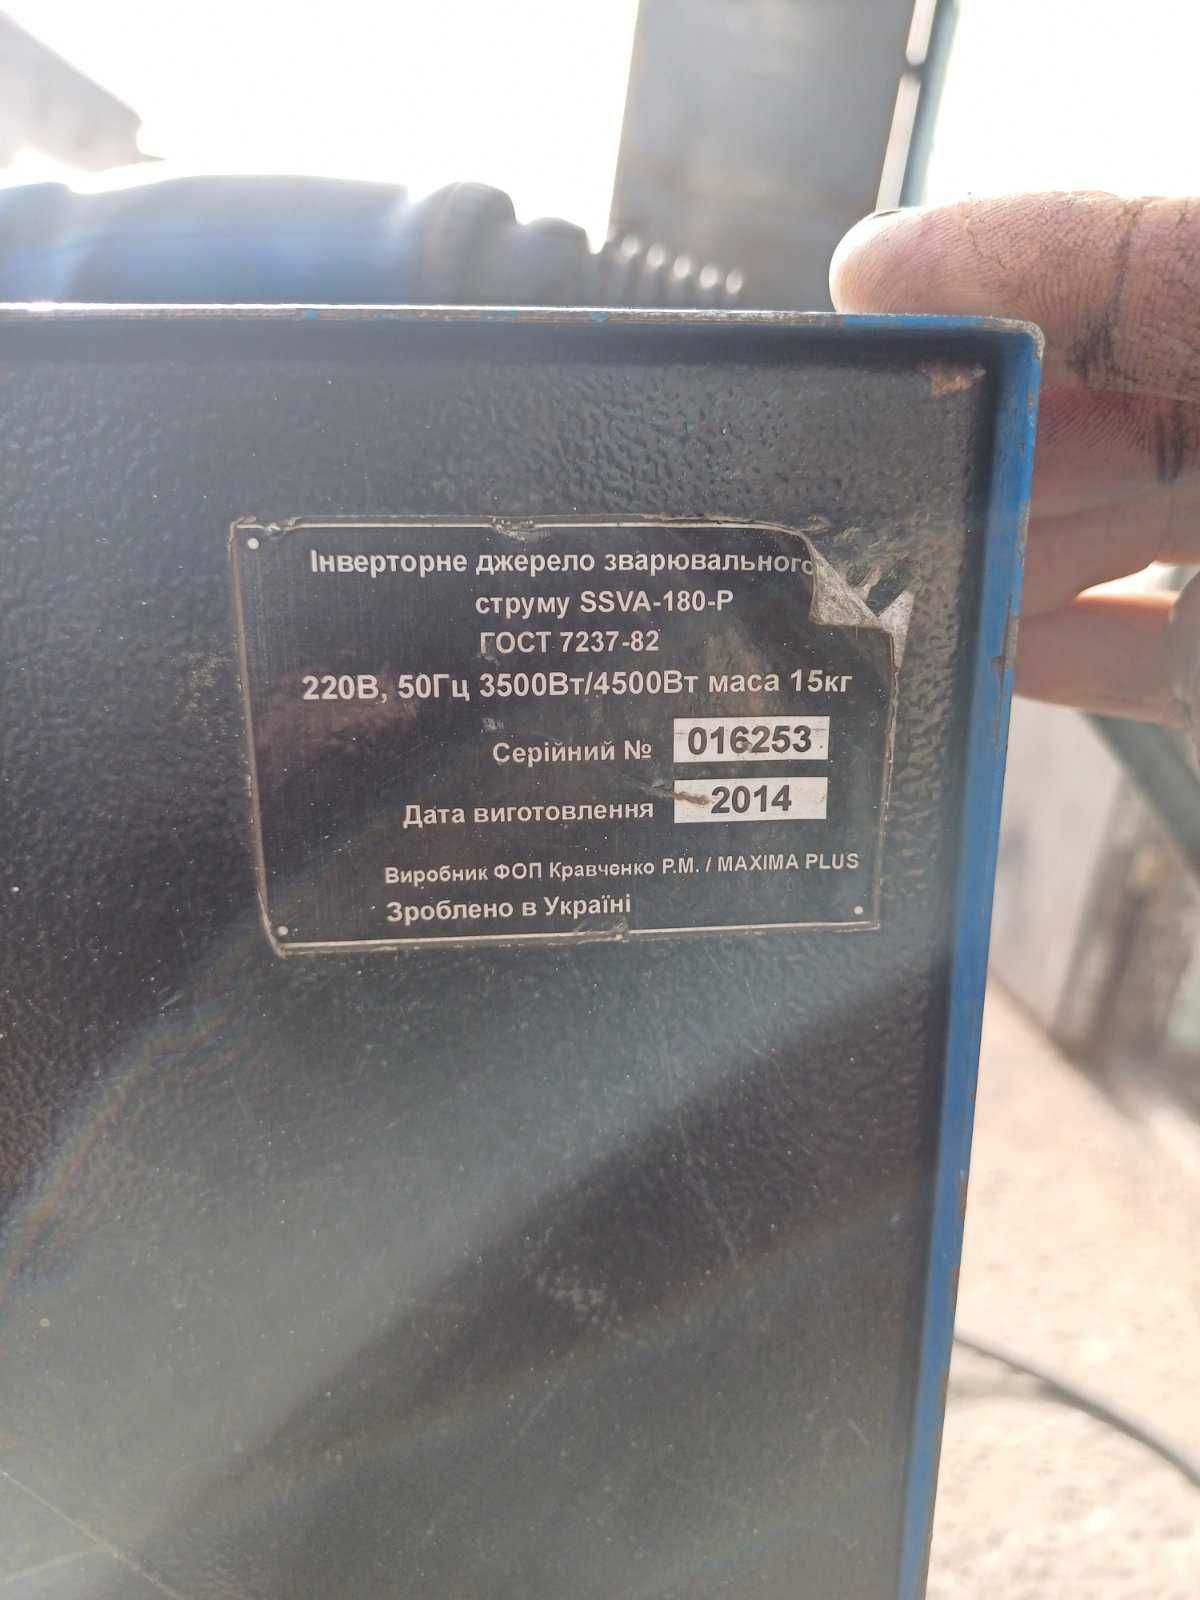 Інверторне джерело зварювального
струму SSVA-180-P
ГОСТ 7237-82
220В, 50Гц 3500Вт/4500Вт маса 15кг
Серійний № 016253
Дата виготовлення 2014
Виробник ФОП Кравченко Р.М. / MAXIMA PLUS
Зроблено в Україні